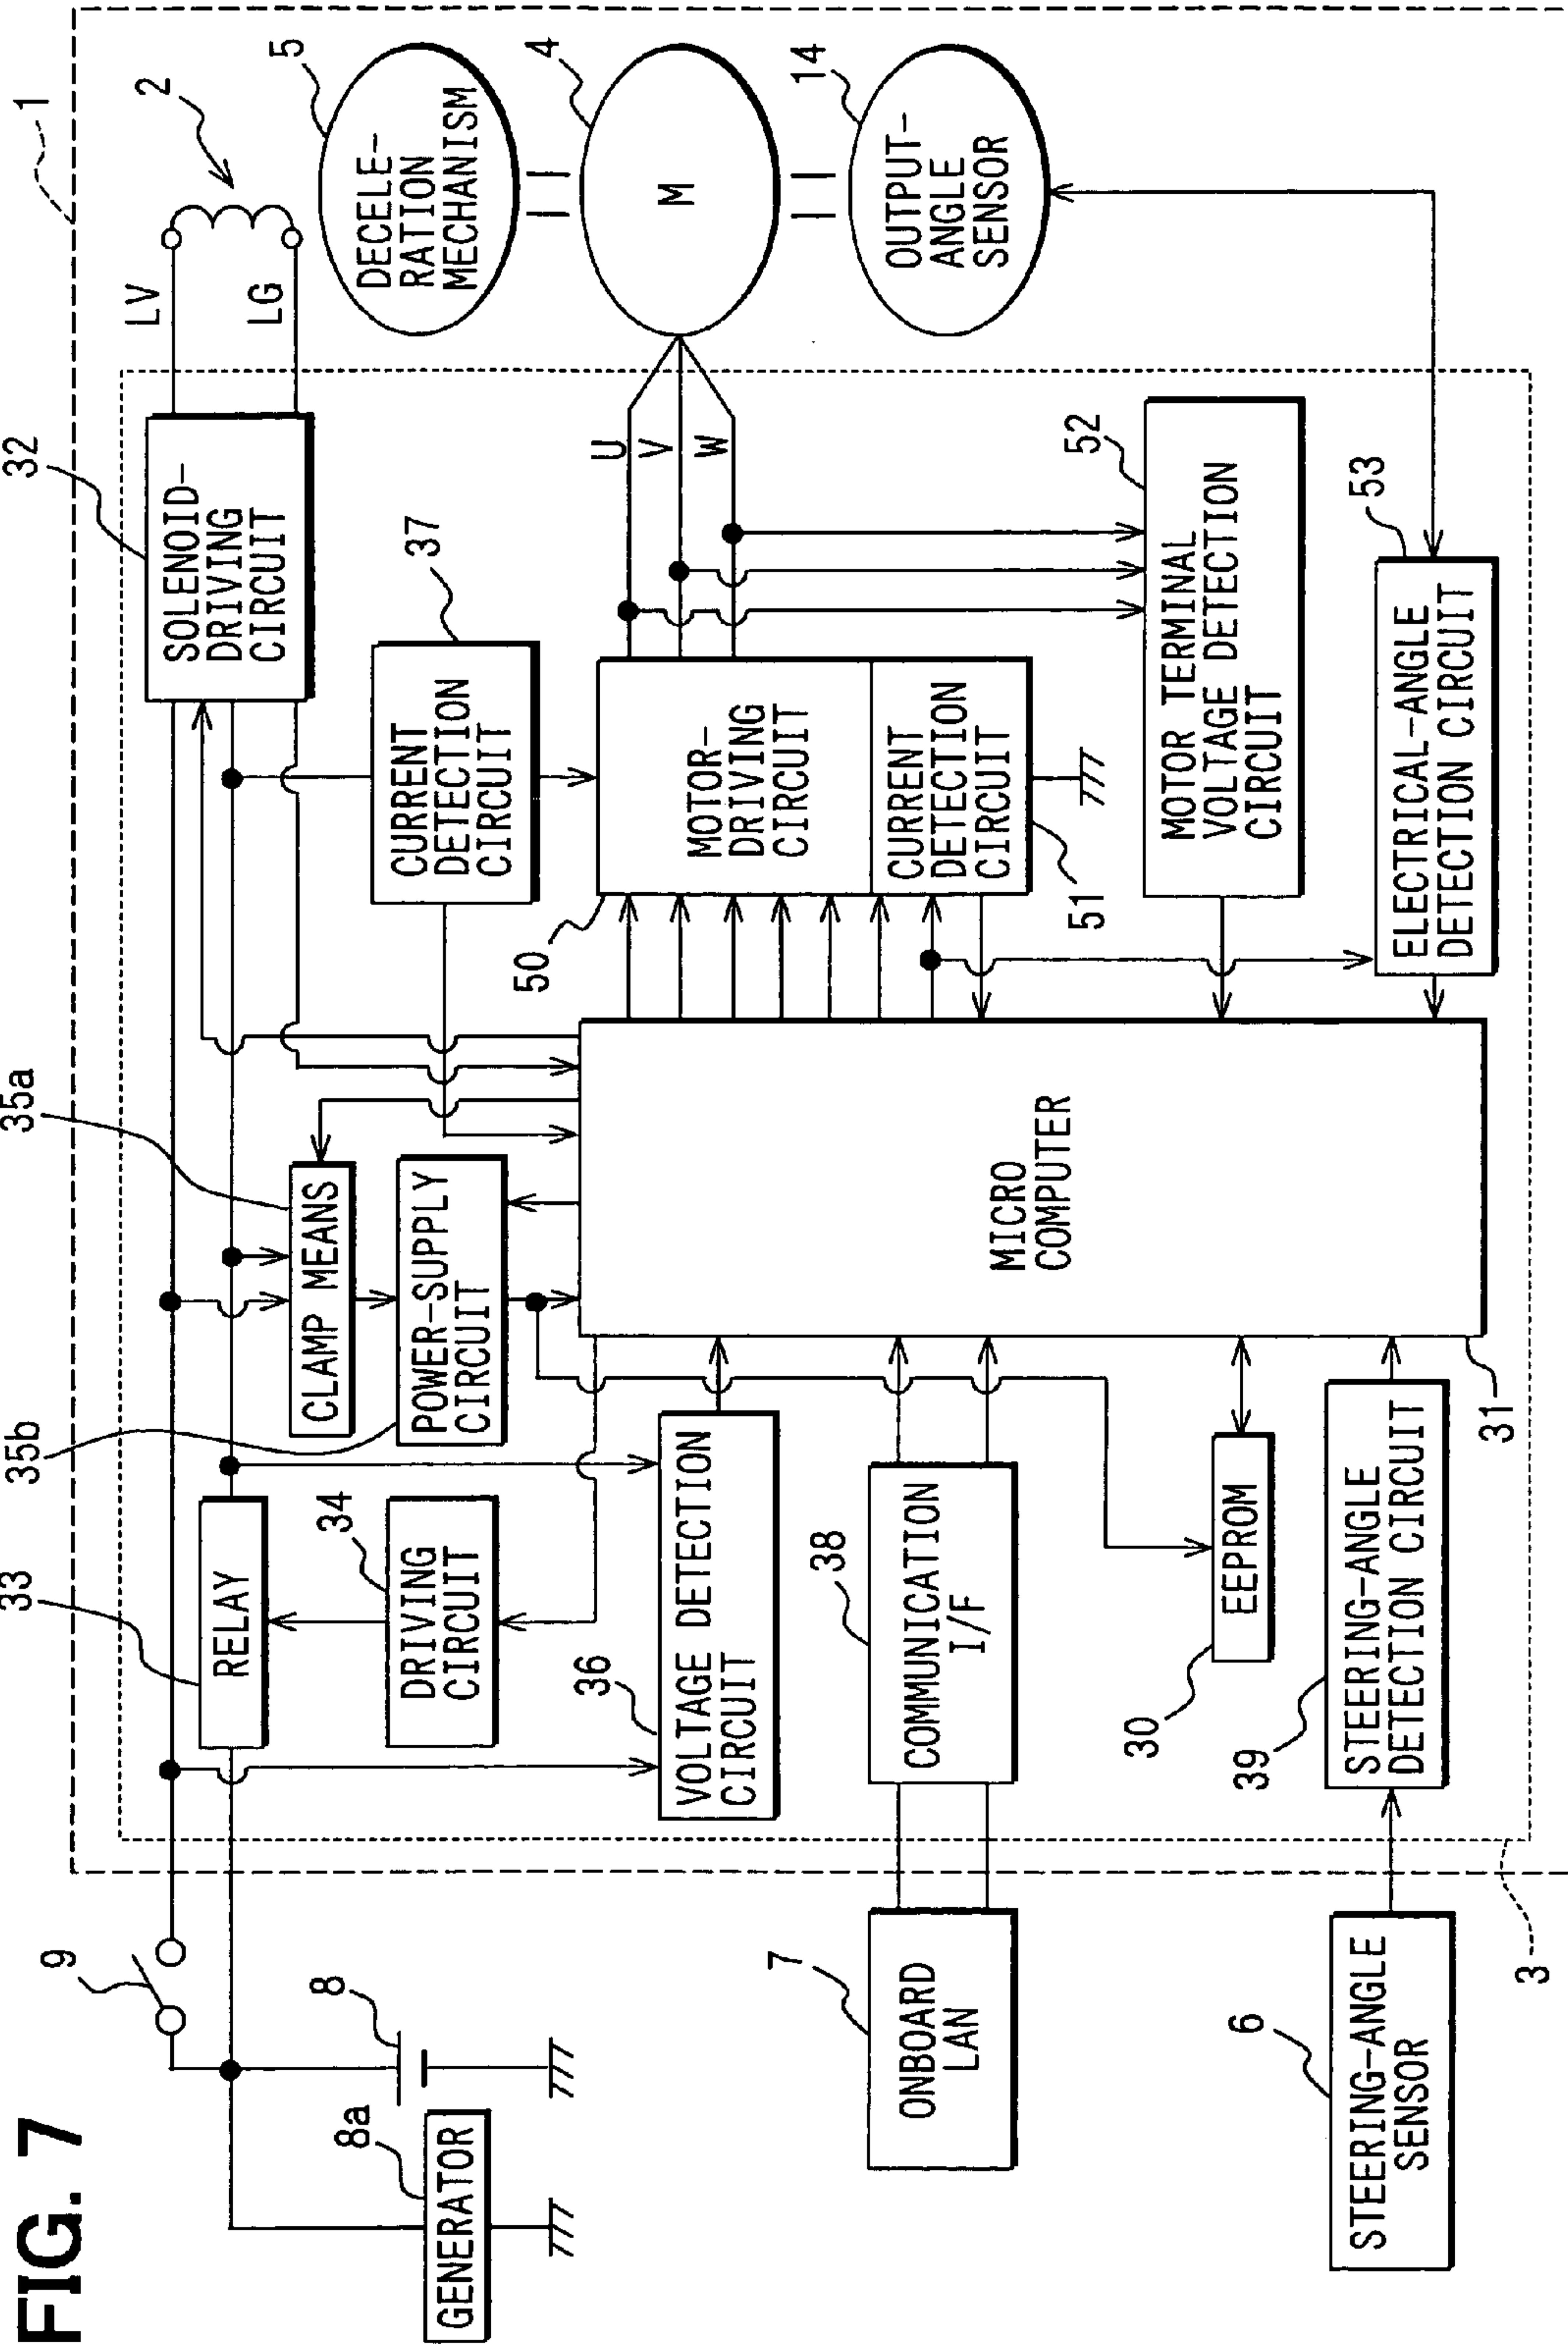 FIG. 7
1
2
9
33
35b
35a
32
LV
LG
SOLENOID-
DRIVING
CIRCUIT
5
DECELE-
RATION
MECHANISM
RELAY
34
DRIVING
CIRCUIT
CLAMP MEANS
POWER-SUPPLY
CIRCUIT
37
CURRENT
DETECTION
CIRCUIT
8
8a
GENERATOR
4
M
U
V
W
36
VOLTAGE DETECTION
CIRCUIT
50
MOTOR-
DRIVING
CIRCUIT
CURRENT
DETECTION
CIRCUIT
51
14
OUTPUT-
ANGLE
SENSOR
7
ONBOARD
LAN
38
COMMUNICATION
I/F
MICRO
COMPUTER
52
MOTOR TERMINAL
VOLTAGE DETECTION
CIRCUIT
30
EEPROM
53
ELECTRICAL-ANGLE
DETECTION CIRCUIT
6
STEERING-ANGLE
SENSOR
39
STEERING-ANGLE
DETECTION CIRCUIT
31
3